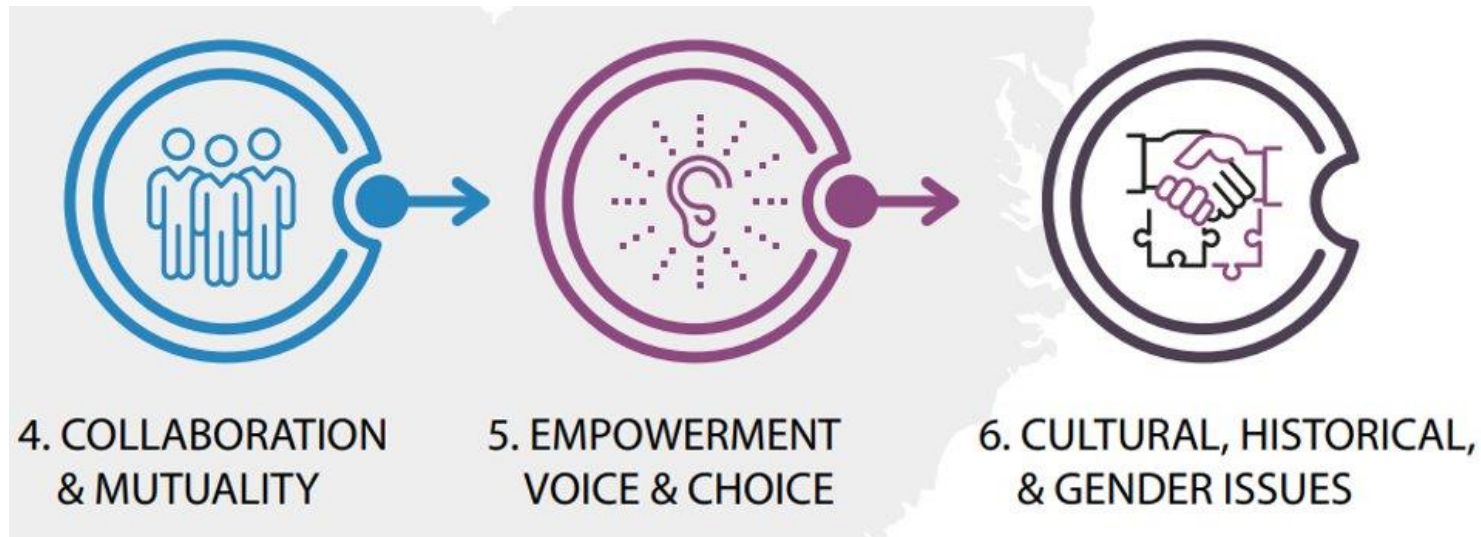 4. COLLABORATION
& MUTUALITY
5. EMPOWERMENT
VOICE & CHOICE
6. CULTURAL, HISTORICAL,
& GENDER ISSUES